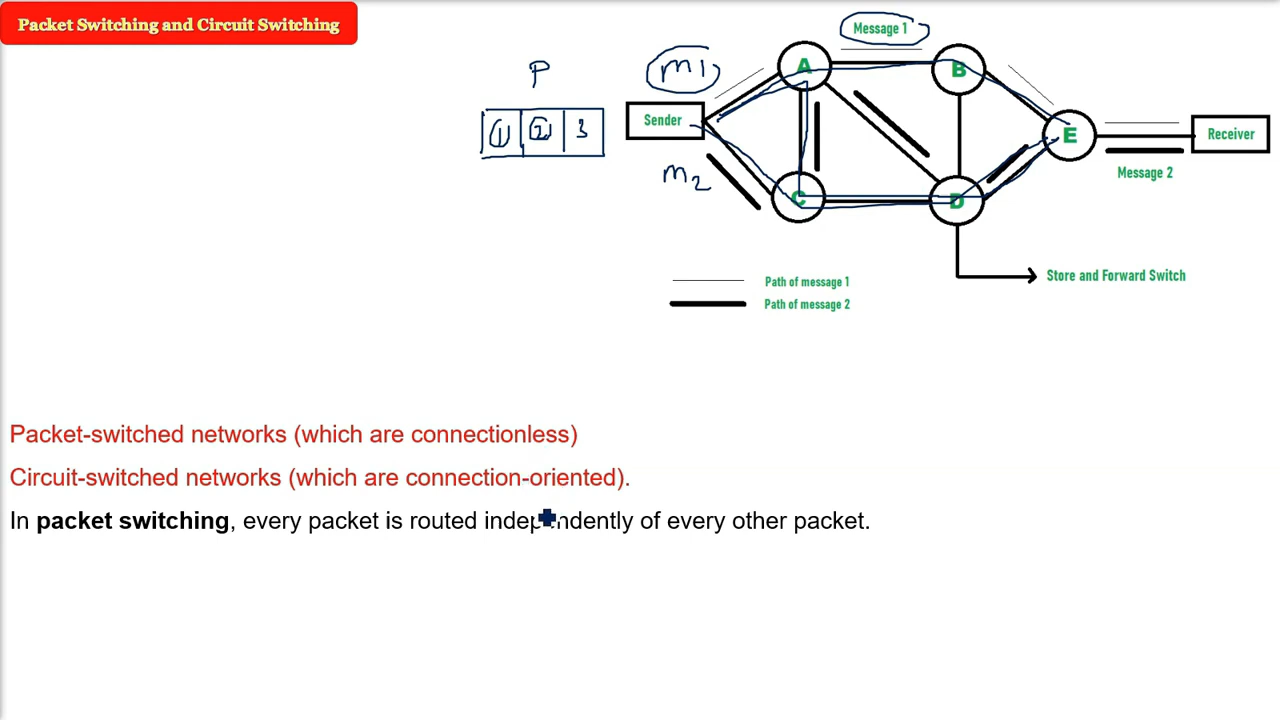 Packet Switching and Circuit Switching
Message 1
P
m1
A
B
Sender
1 2 3
E
Receiver
m2
Message 2
C
D
Store and Forward Switch
Path of message 1
Path of message 2
Packet-switched networks (which are connectionless)
Circuit-switched networks (which are connection-oriented).
In packet switching, every packet is routed independently of every other packet.